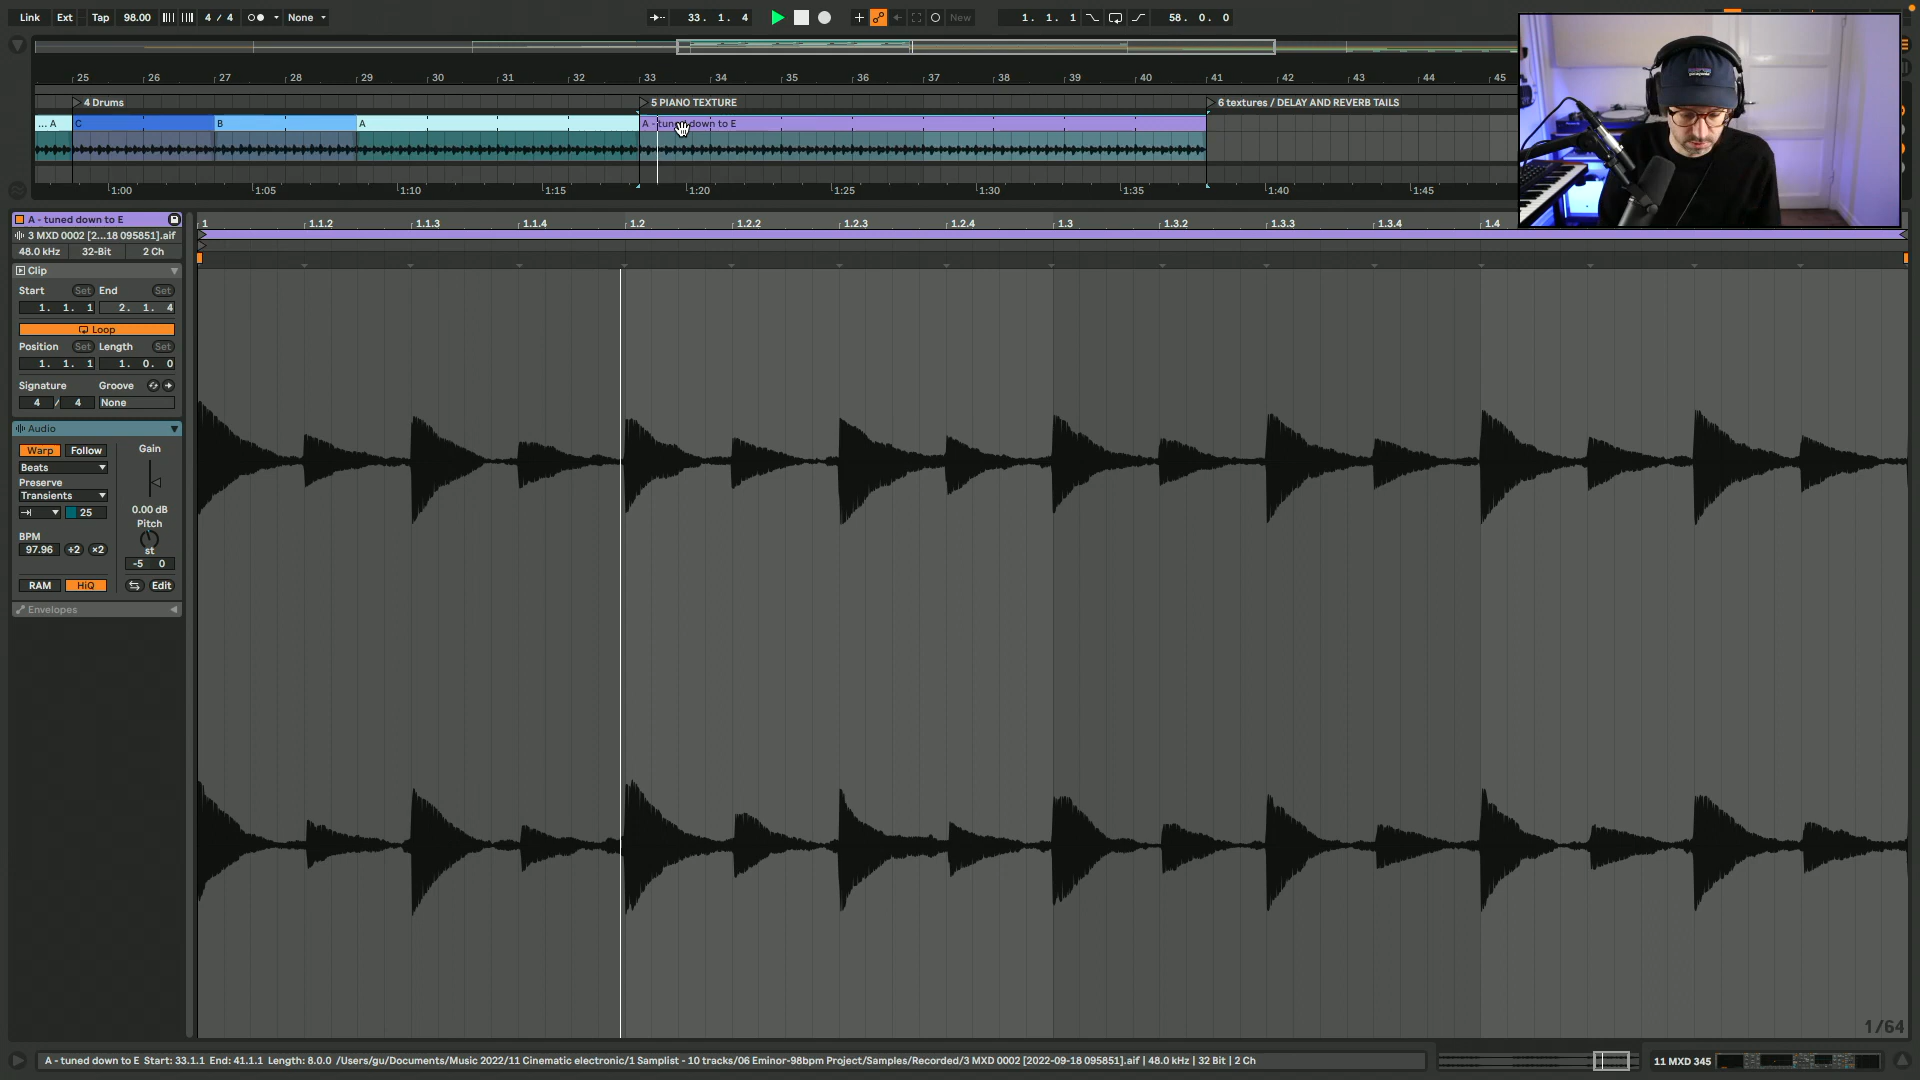 Link Ext Tap 98.00 4 / 4 None 33. 1. 4 New 1. 1. 1 58. 0. 0
25 26 27 28 29 30 31 32 33 34 35 36 37 38 39 40 41 42 43 44 45
4 Drums 5 PIANO TEXTURE 6 textures / DELAY AND REVERB TAILS
... A C B A A - tuned down to E
1:00 1:05 1:10 1:15 1:20 1:25 1:30 1:35 1:40 1:45
A - tuned down to E
3 MXD 0002 [2...18 095851].aif
48.0 kHz 32-Bit 2 Ch
1 1.1.2 1.1.3 1.1.4 1.2 1.2.2 1.2.3 1.2.4 1.3 1.3.2 1.3.3 1.3.4 1.4
Clip
Start Set End Set
1. 1. 1 2. 1. 4
Loop
Position Set Length Set
1. 1. 1 1. 0. 0
Signature Groove
4 / 4 None
Audio
Warp Follow Gain
Beats
Preserve
Transients
25 0.00 dB
Pitch
BPM st
97.96 ÷2 ×2 -5 0
RAM HiQ Edit
Envelopes
1/64
A - tuned down to E Start: 33.1.1 End: 41.1.1 Length: 8.0.0 /Users/gu/Documents/Music 2022/11 Cinematic electronic/1 Samplist - 10 tracks/06 Eminor-98bpm Project/Samples/Recorded/3 MXD 0002 [2022-09-18 095851].aif | 48.0 kHz | 32 Bit | 2 Ch
11 MXD 345